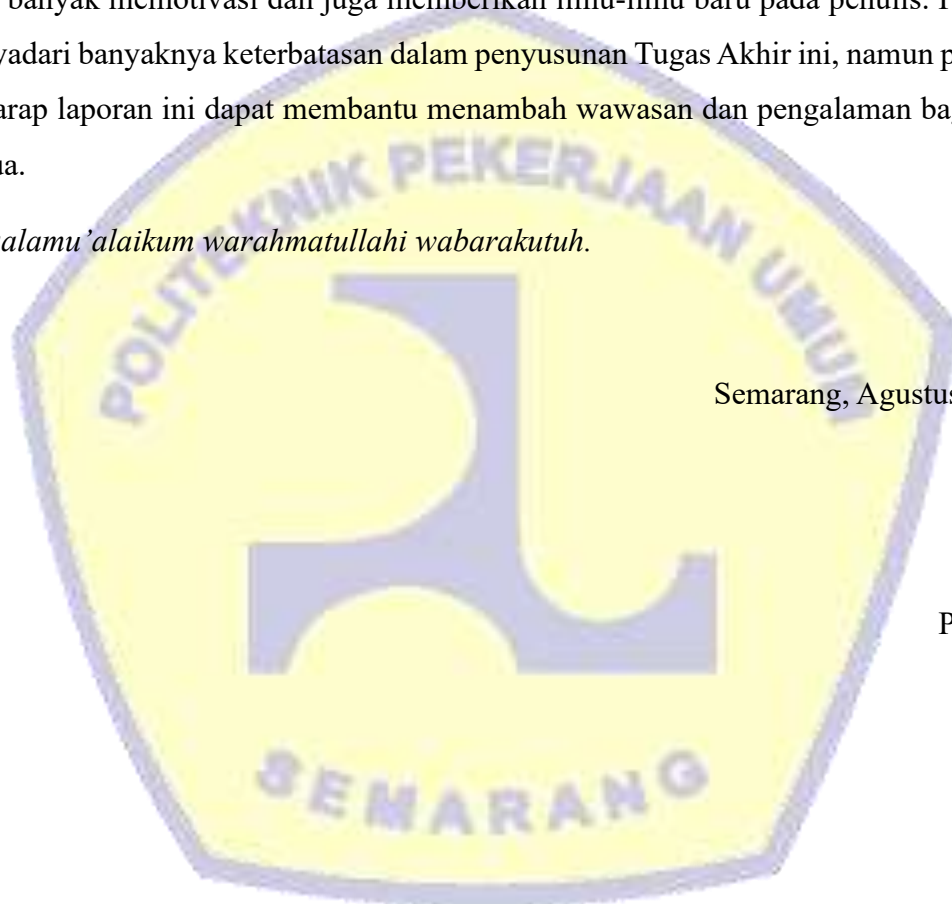 banyak memotivasi dan juga memberikan ilmu-ilmu baru pada penulis.
yadari banyaknya keterbatasan dalam penyusunan Tugas Akhir ini, namun p
arap laporan ini dapat membantu menambah wawasan dan pengalaman ba
ua.
alamu’alaikum warahmatullahi wabarakutuh.
POLITEKNIK PEKERJAAN UMUM
Semarang, Agustus
P
SEMARANG